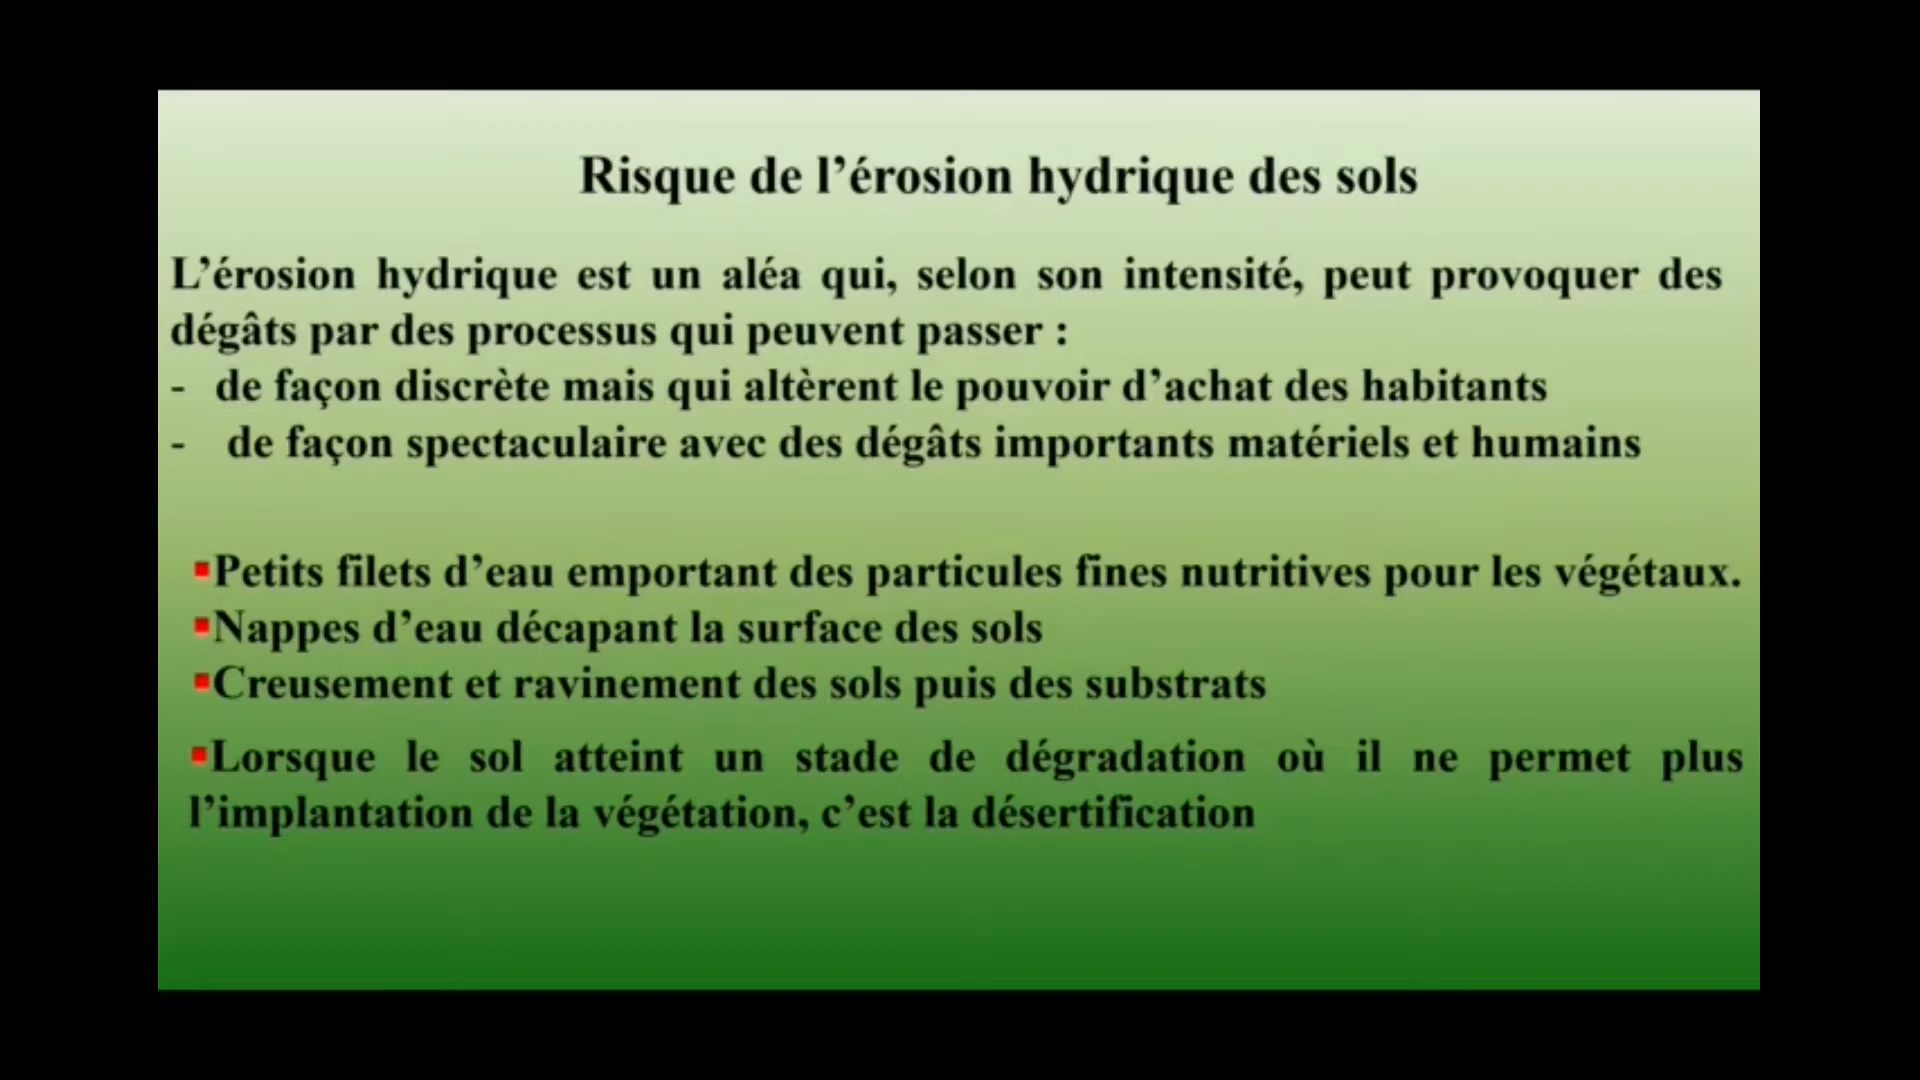 Risque de l’érosion hydrique des sols
L’érosion hydrique est un aléa qui, selon son intensité, peut provoquer des
dégâts par des processus qui peuvent passer :
- de façon discrète mais qui altèrent le pouvoir d’achat des habitants
- de façon spectaculaire avec des dégâts importants matériels et humains
▪Petits filets d’eau emportant des particules fines nutritives pour les végétaux.
▪Nappes d’eau décapant la surface des sols
▪Creusement et ravinement des sols puis des substrats
▪Lorsque le sol atteint un stade de dégradation où il ne permet plus
l’implantation de la végétation, c’est la désertification